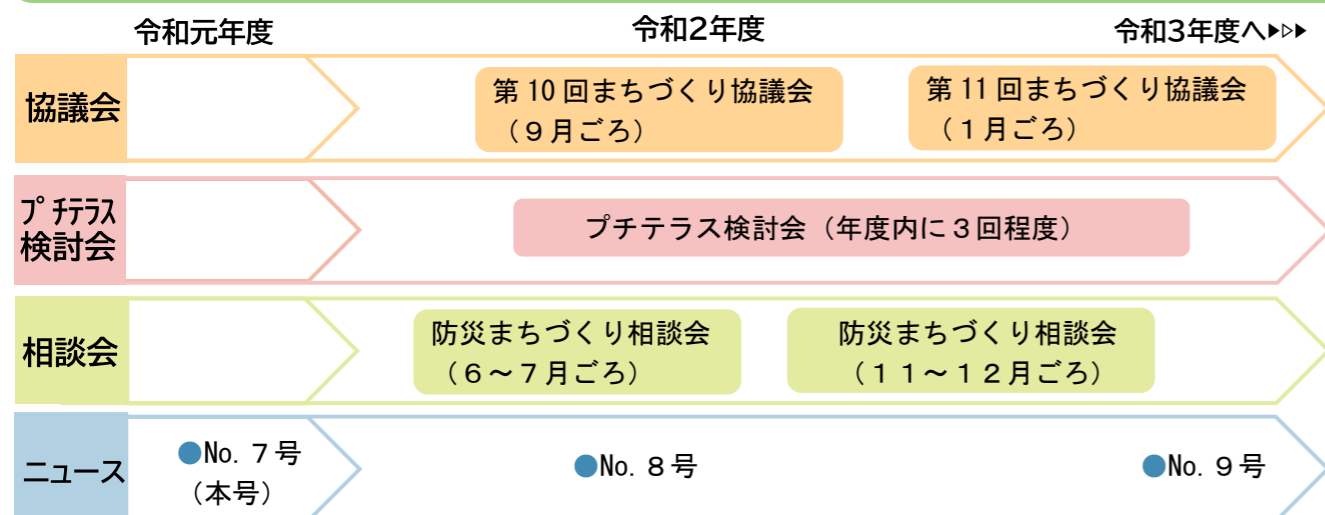 令和元年度
令和2年度
令和3年度へ▶▷▶
協議会
第10回まちづくり協議会
（９月ごろ）
第11回まちづくり協議会
（１月ごろ）
プチテラス
検討会
プチテラス検討会（年度内に３回程度）
相談会
防災まちづくり相談会
（６～７月ごろ）
防災まちづくり相談会
（１１～１２月ごろ）
ニュース
●No. ７号
（本号）
●No. ８号
●No. ９号